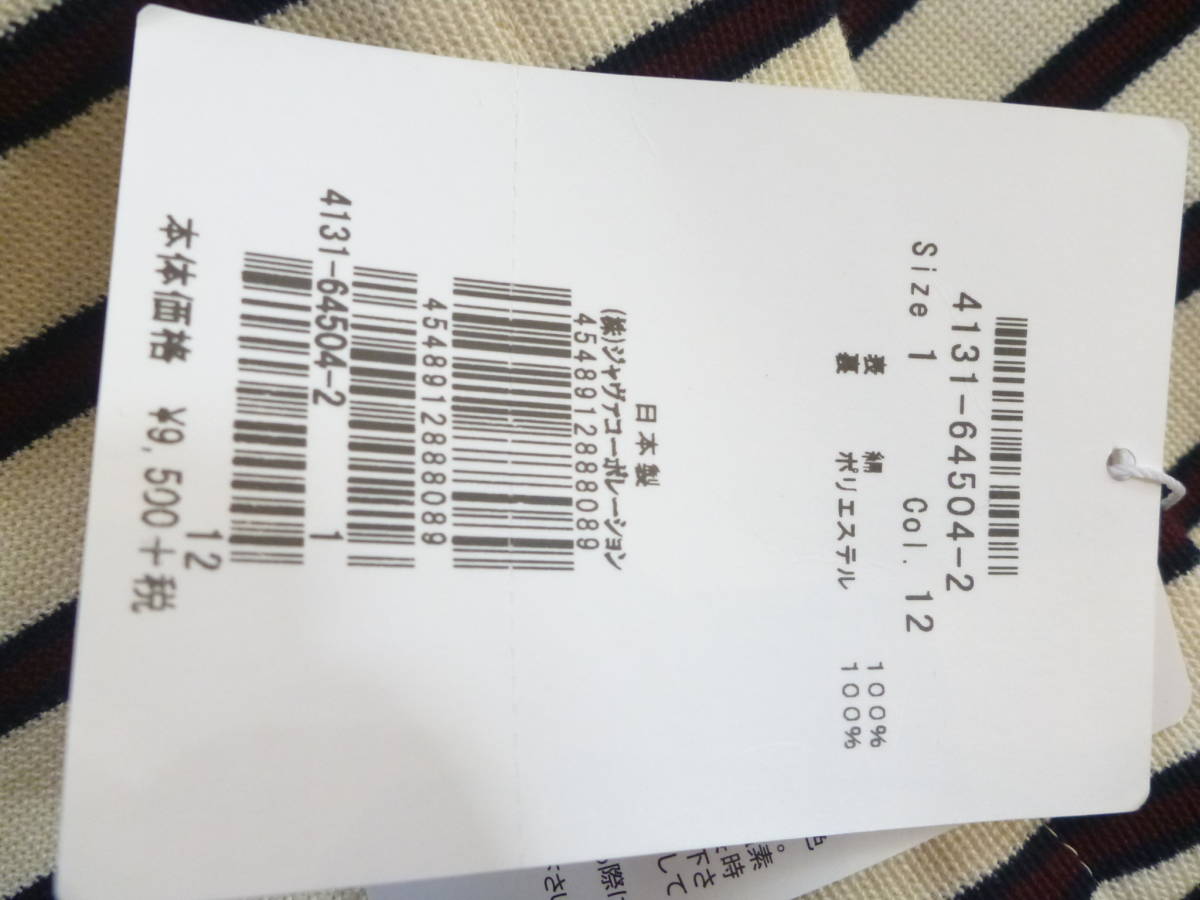 4131-64504-2
Size 1 Col. 12
表 絹 100%
裏 ポリエステル 100%
日本製
(株)ジャヴァコーポレーション
4548912888089
4548912888089
1
4131-64504-2
12
本体価格 ¥9,500+税